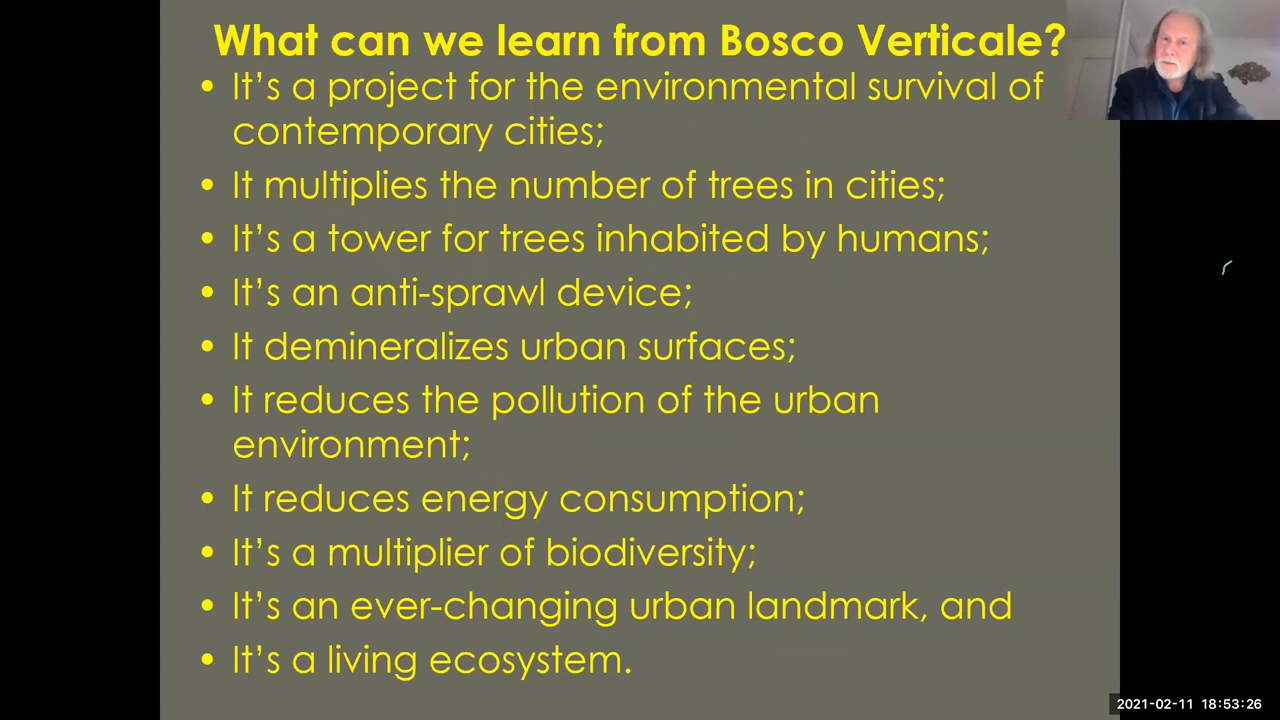 What can we learn from Bosco Verticale?
• It's a project for the environmental survival of
contemporary cities;
• It multiplies the number of trees in cities;
• It's a tower for trees inhabited by humans;
• It's an anti-sprawl device;
• It demineralizes urban surfaces;
• It reduces the pollution of the urban
environment;
• It reduces energy consumption;
• It's a multiplier of biodiversity;
• It's an ever-changing urban landmark, and
• It's a living ecosystem.
2021-02-11 18:53:26